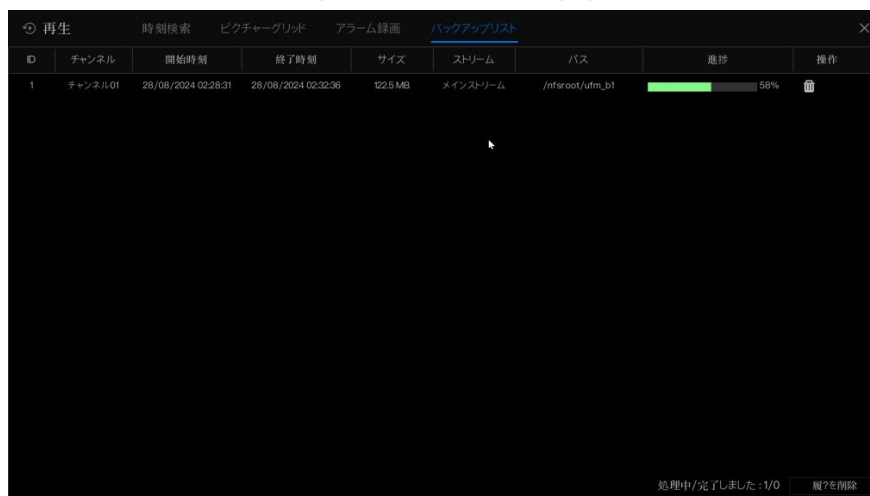 再生 時刻検索 ピクチャーグリッド アラーム録画 バックアップリスト
ID チャンネル 開始時刻 終了時刻 サイズ ストリーム パス 進捗 操作
1 チャンネル01 28/08/2024 02:28:31 28/08/2024 02:32:36 122.5 MB メインストリーム /nfsroot/ufm_b1 58%
処理中/完了しました : 1/0 履?を削除